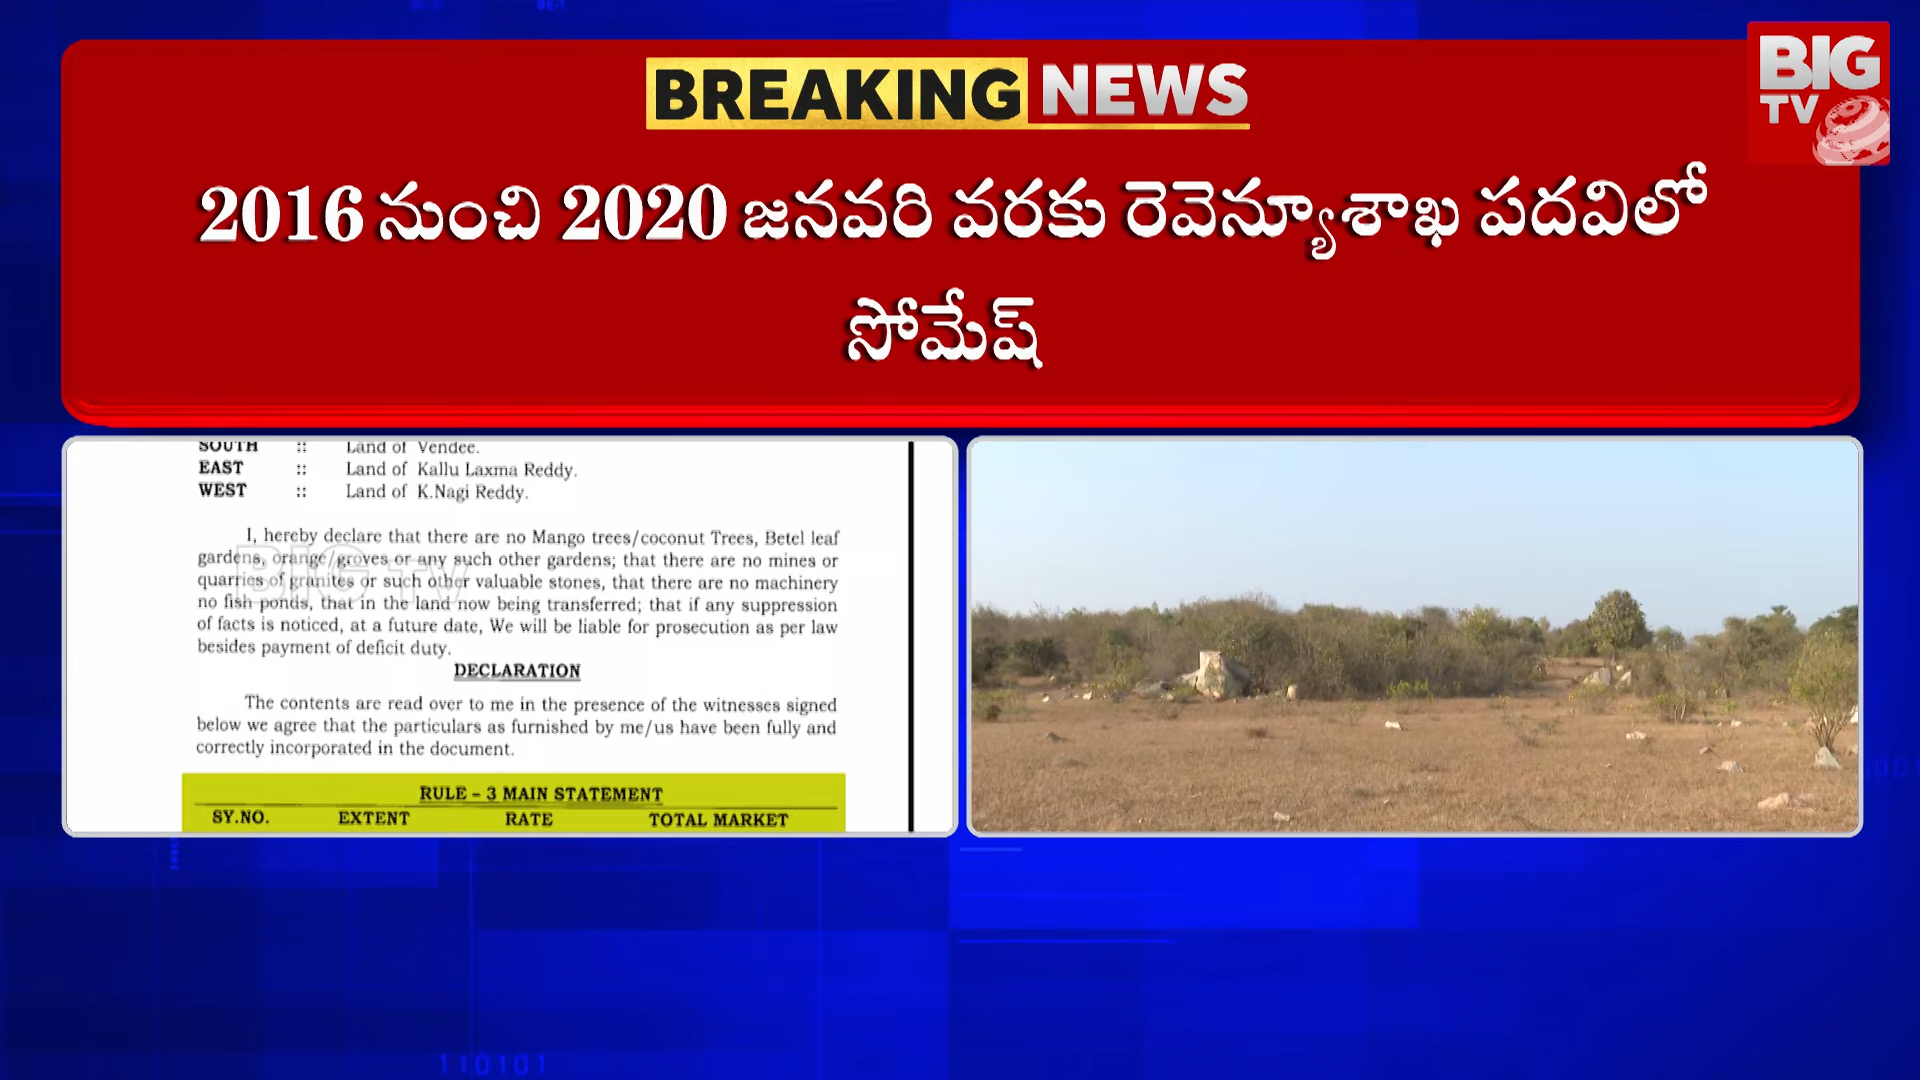 BREAKING NEWS
BIG
TV
2016 నుంచి 2020 జనవరి వరకు రెవెన్యూశాఖ పదవిలో
సోమేష్
SOUTH :: Land of Vendee.
EAST :: Land of Kallu Laxma Reddy.
WEST :: Land of K.Nagi Reddy.
I, hereby declare that there are no Mango trees/coconut Trees, Betel leaf
gardens, orange/groves or any such other gardens; that there are no mines or
quarries of granites or such other valuable stones, that there are no machinery
no fish ponds, that in the land now being transferred; that if any suppression
of facts is noticed, at a future date, We will be liable for prosecution as per law
besides payment of deficit duty.
BIG TV
DECLARATION
The contents are read over to me in the presence of the witnesses signed
below we agree that the particulars as furnished by me/us have been fully and
correctly incorporated in the document.
RULE – 3 MAIN STATEMENT
SY.NO. EXTENT RATE TOTAL MARKET
110101